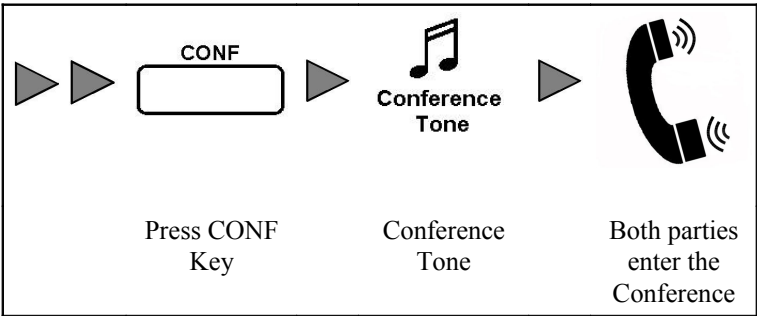 CONF
Conference
Tone
Press CONF
Key
Conference
Tone
Both parties
enter the
Conference